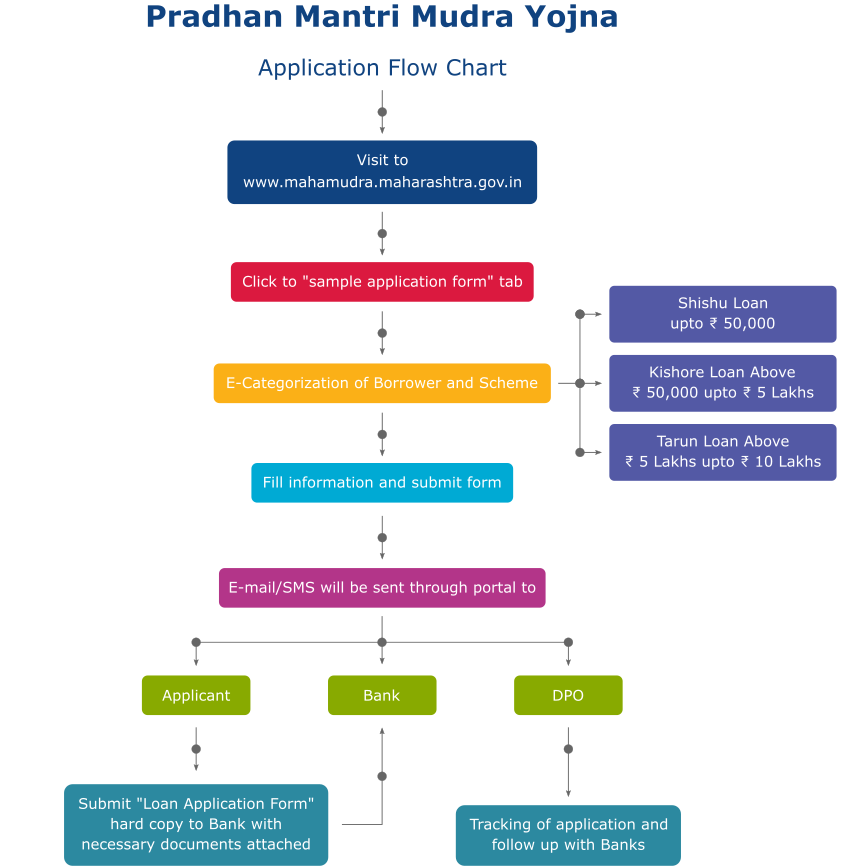 Pradhan Mantri Mudra Yojna
Application Flow Chart
Visit to
www.mahamudra.maharashtra.gov.in
Click to "sample application form" tab
E-Categorization of Borrower and Scheme
Shishu Loan
upto ₹ 50,000
Kishore Loan Above
₹ 50,000 upto ₹ 5 Lakhs
Tarun Loan Above
₹ 5 Lakhs upto ₹ 10 Lakhs
Fill information and submit form
E-mail/SMS will be sent through portal to
Applicant
Bank
DPO
Submit "Loan Application Form"
hard copy to Bank with
necessary documents attached
Tracking of application and
follow up with Banks